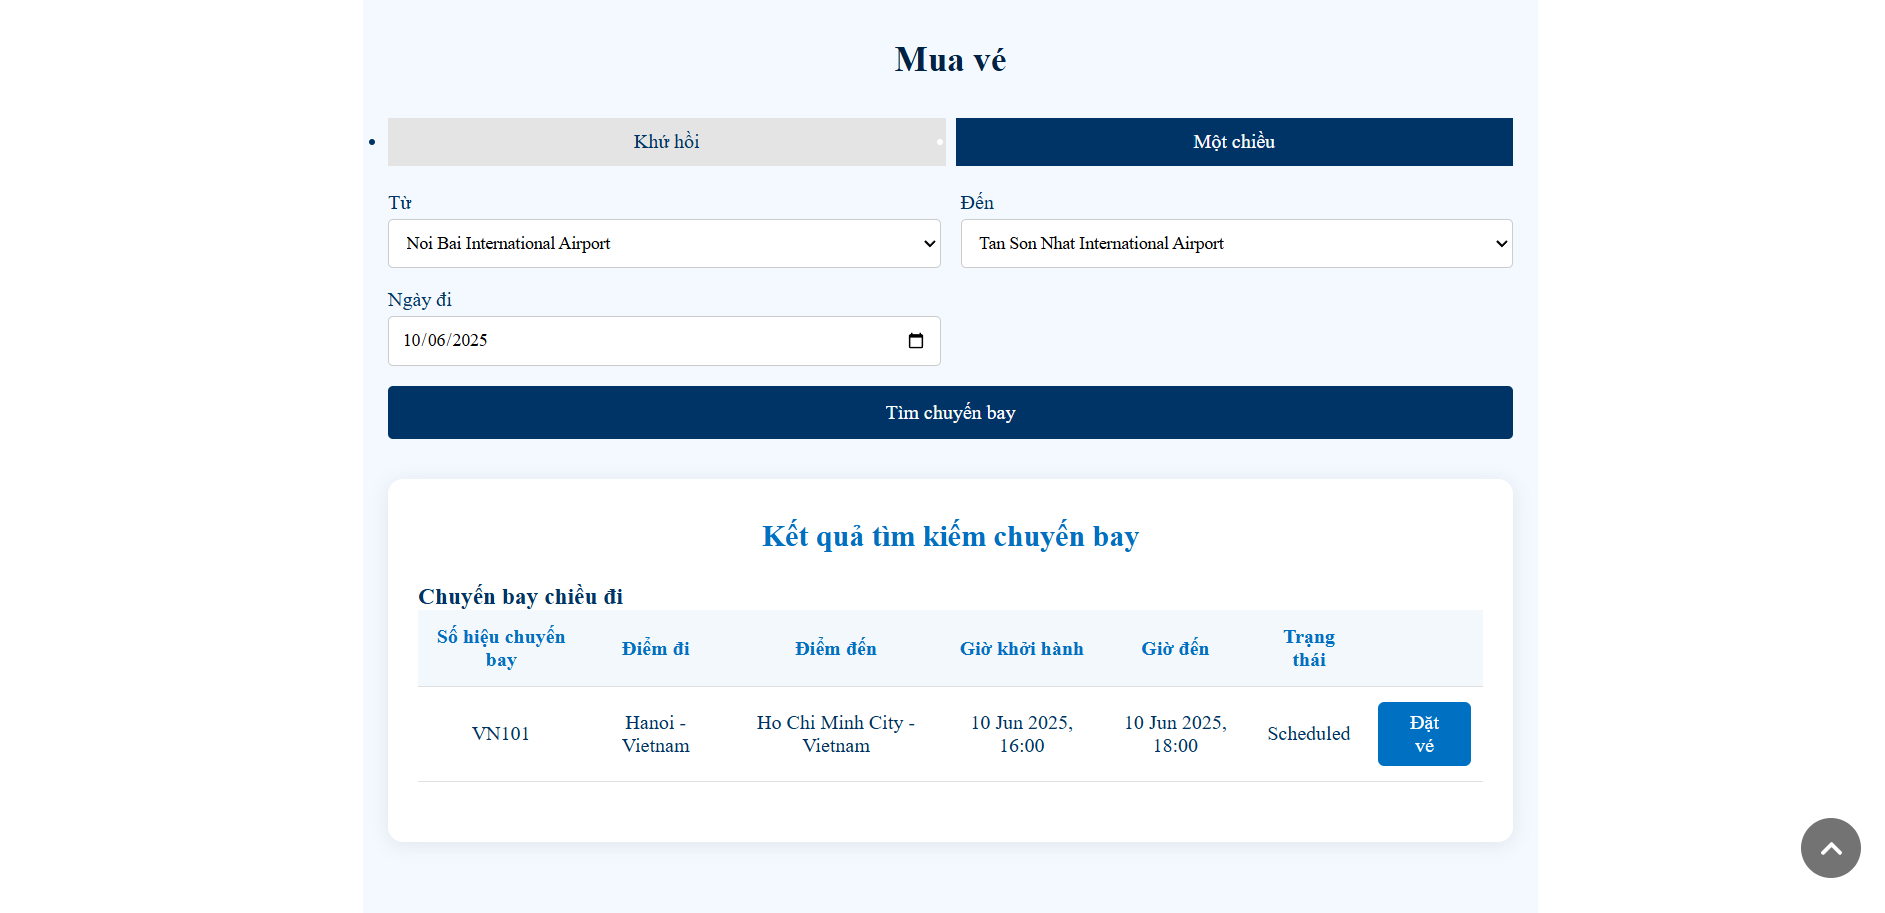 Mua vé
Khứ hồi
Một chiều
Từ
Đến
Noi Bai International Airport
Tan Son Nhat International Airport
Ngày đi
10/06/2025
Tìm chuyến bay
Kết quả tìm kiếm chuyến bay
Chuyến bay chiều đi
Số hiệu chuyến
bay
Điểm đi
Điểm đến
Giờ khởi hành
Giờ đến
Trạng
thái
VN101
Hanoi -
Vietnam
Ho Chi Minh City -
Vietnam
10 Jun 2025,
16:00
10 Jun 2025,
18:00
Scheduled
Đặt
vé